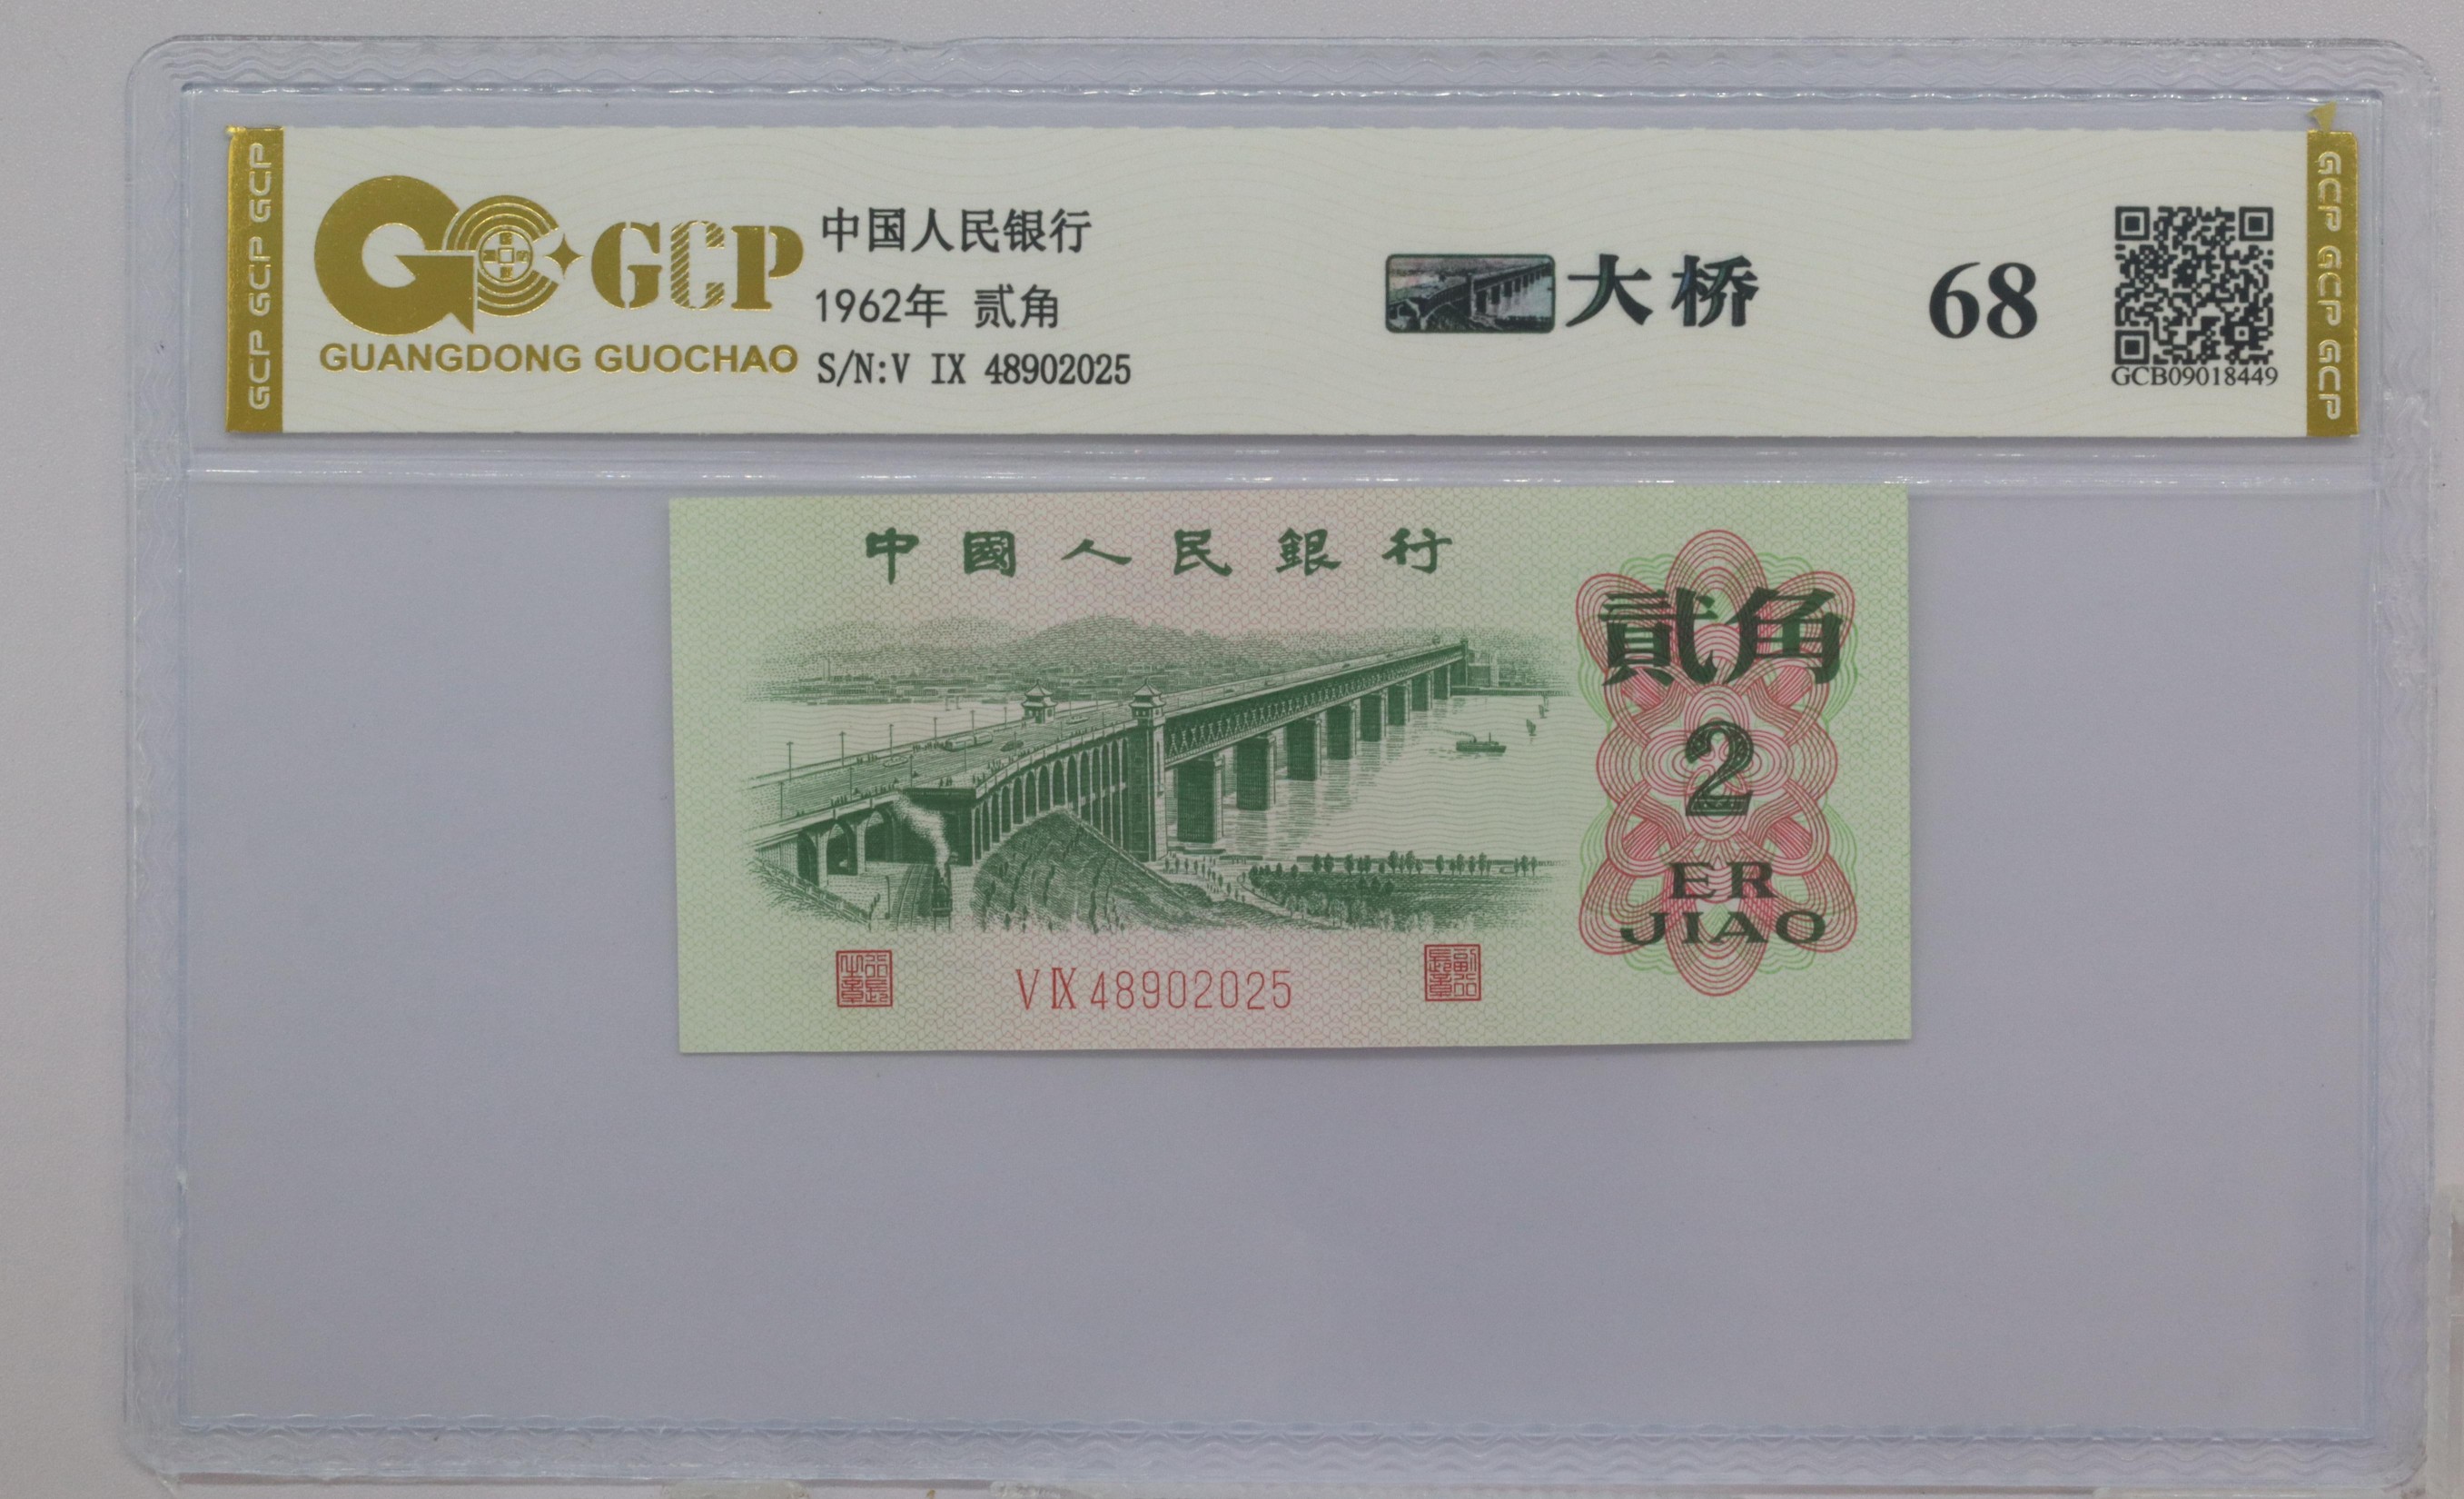 GCP GCP GCP
GCP
GUANGDONG GUOCHAO
中国人民银行
1962年 贰角
S/N:V IX 48902025
大桥
68
GCB09018449
GCP GCP GCP
中國人民銀行
貳角
2
ER
JIAO
VⅨ48902025